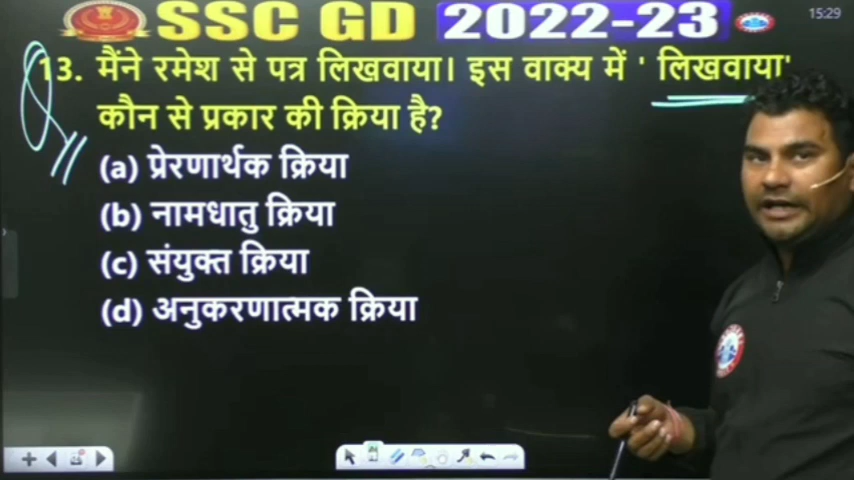 SSC GD 2022-23
15:29
13. मैंने रमेश से पत्र लिखवाया। इस वाक्य में ' लिखवाया'
कौन से प्रकार की क्रिया है?
(a) प्रेरणार्थक क्रिया
(b) नामधातु क्रिया
(c) संयुक्त क्रिया
(d) अनुकरणात्मक क्रिया